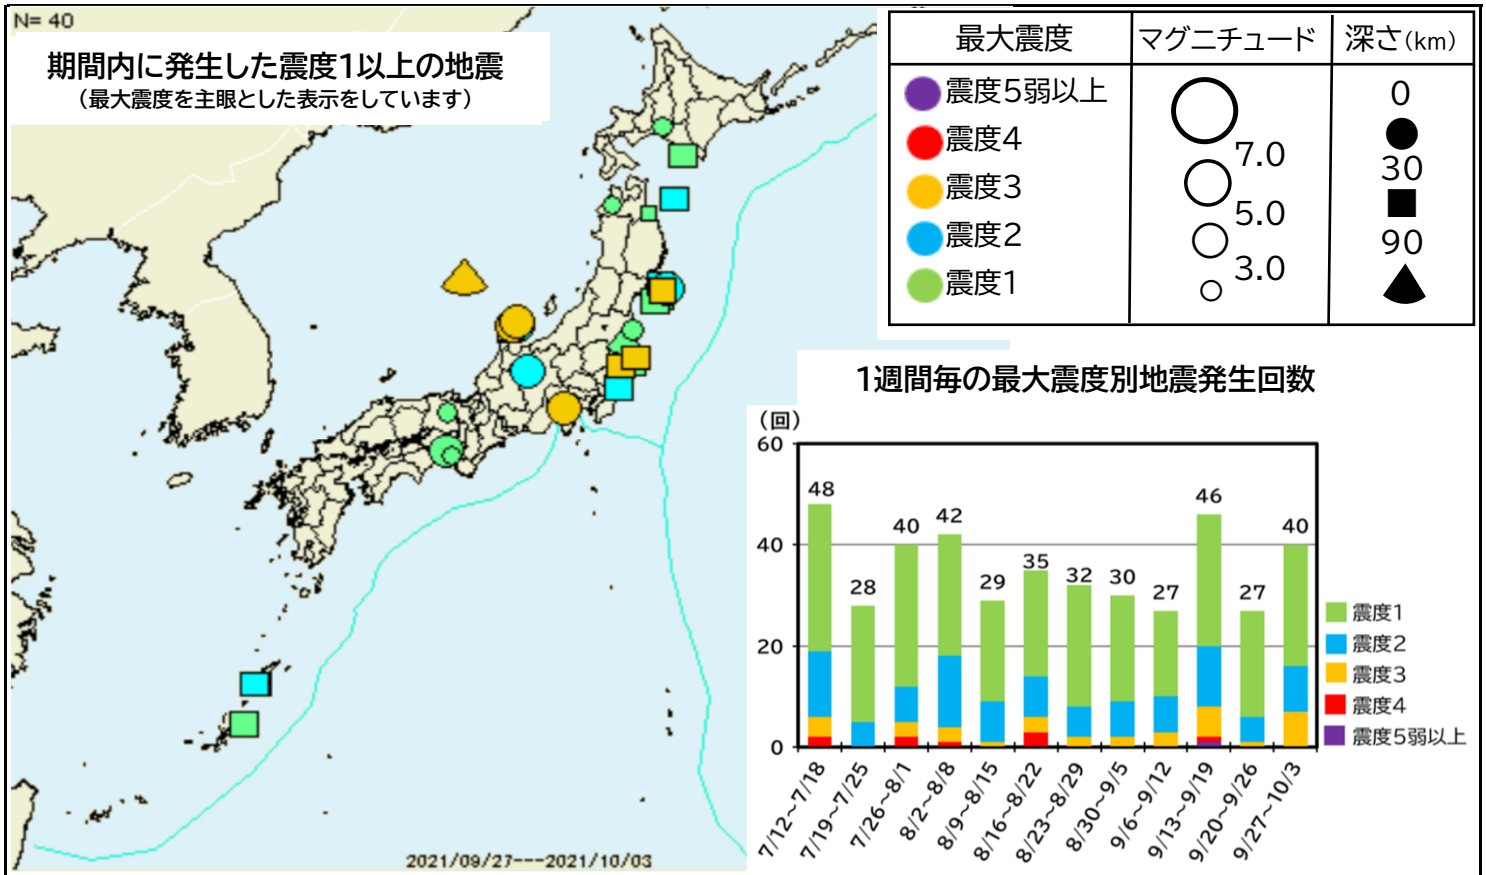 N= 40
期間内に発生した震度1以上の地震
（最大震度を主眼とした表示をしています）
2021/09/27---2021/10/03
最大震度 マグニチュード 深さ(km)
震度5弱以上
震度4
震度3
震度2
震度1
7.0
5.0
3.0
0
30
90
1週間毎の最大震度別地震発生回数
（回）
60
40
20
0
48
28
40
42
29
35
32
30
27
46
27
40
7/12～7/18
7/19～7/25
7/26～8/1
8/2～8/8
8/9～8/15
8/16～8/22
8/23～8/29
8/30～9/5
9/6～9/12
9/13～9/19
9/20～9/26
9/27～10/3
震度1
震度2
震度3
震度4
震度5弱以上